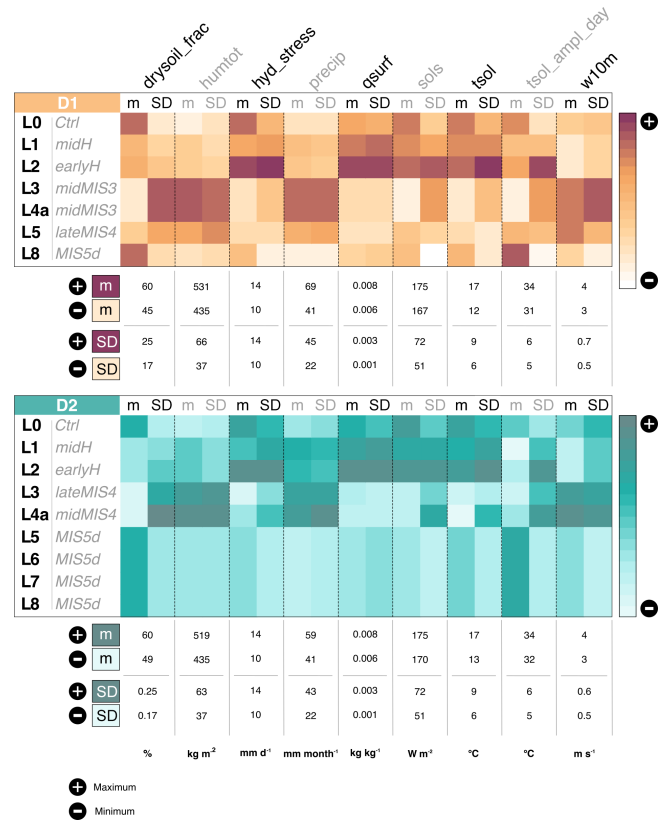 drysoil_frac humtot hyd_stress precip qsurf sols tsol tsol_ampl_day w10m
D1 m SD m SD m SD m SD m SD m SD m SD m SD m SD
L0 Ctrl
L1 midH
L2 earlyH
L3 midMIS3
L4a midMIS3
L5 lateMIS4
L8 MIS5d
+
−
+ m 60 531 14 69 0.008 175 17 34 4
− m 45 435 10 41 0.006 167 12 31 3
+ SD 25 66 14 45 0.003 72 9 6 0.7
− SD 17 37 10 22 0.001 51 6 5 0.5
D2 m SD m SD m SD m SD m SD m SD m SD m SD m SD
L0 Ctrl
L1 midH
L2 earlyH
L3 lateMIS4
L4a midMIS4
L5 MIS5d
L6 MIS5d
L7 MIS5d
L8 MIS5d
+
−
+ m 60 519 14 59 0.008 175 17 34 4
− m 49 435 10 41 0.006 170 13 32 3
+ SD 0.25 63 14 43 0.003 72 9 6 0.6
− SD 0.17 37 10 22 0.001 51 6 5 0.5
% kg m⁻² mm d⁻¹ mm month⁻¹ kg kg⁻¹ W m⁻² °C °C m s⁻¹
+ Maximum
− Minimum